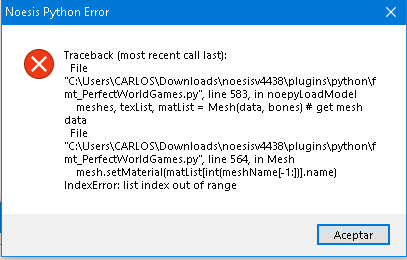 Noesis Python Error
Traceback (most recent call last):
File
"C:\Users\CARLOS\Downloads\noesisv4438\plugins\python\f
mt_PerfectWorldGames.py", line 583, in noepyLoadModel
meshes, texList, matList = Mesh(data, bones) # get mesh
data
File
"C:\Users\CARLOS\Downloads\noesisv4438\plugins\python\f
mt_PerfectWorldGames.py", line 564, in Mesh
mesh.setMaterial(matList[int(meshName[-1:])].name)
IndexError: list index out of range
Aceptar